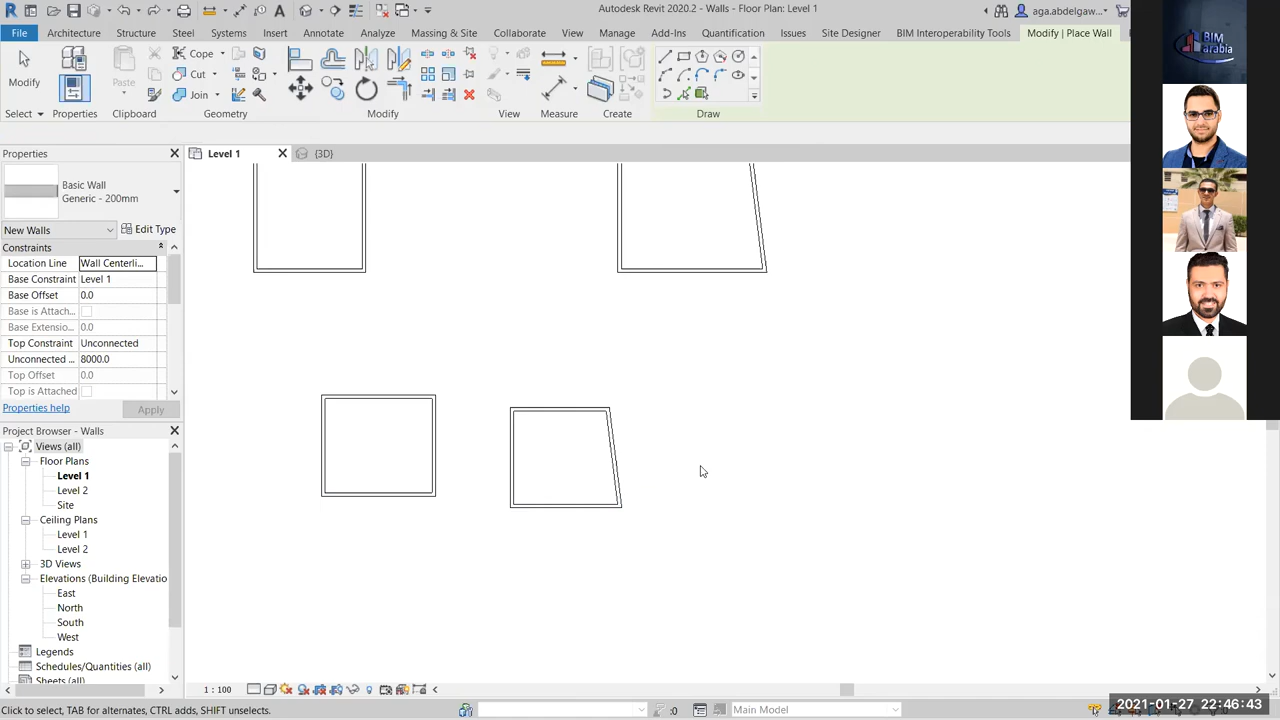 Autodesk Revit 2020.2 - Walls - Floor Plan: Level 1
aga.abdelgaw...
File Architecture Structure Steel Systems Insert Annotate Analyze Massing & Site Collaborate View Manage Add-Ins Quantification Issues Site Designer BIM Interoperability Tools Modify | Place Wall
Cope
Cut
Join
Modify
Paste
Select Properties Clipboard Geometry Modify View Measure Create Draw
BIM
arabia
Properties
Level 1
{3D}
Basic Wall
Generic - 200mm
New Walls
Edit Type
Constraints
Location Line Wall Centerli...
Base Constraint Level 1
Base Offset 0.0
Base is Attach...
Base Extensio... 0.0
Top Constraint Unconnected
Unconnected ... 8000.0
Top Offset 0.0
Top is Attached
Properties help
Apply
Project Browser - Walls
Views (all)
Floor Plans
Level 1
Level 2
Site
Ceiling Plans
Level 1
Level 2
3D Views
Elevations (Building Elevatio
East
North
South
West
Legends
Schedules/Quantities (all)
Sheets (all)
1 : 100
Click to select, TAB for alternates, CTRL adds, SHIFT unselects.
:0
Main Model
2021-01-27 22:46:43